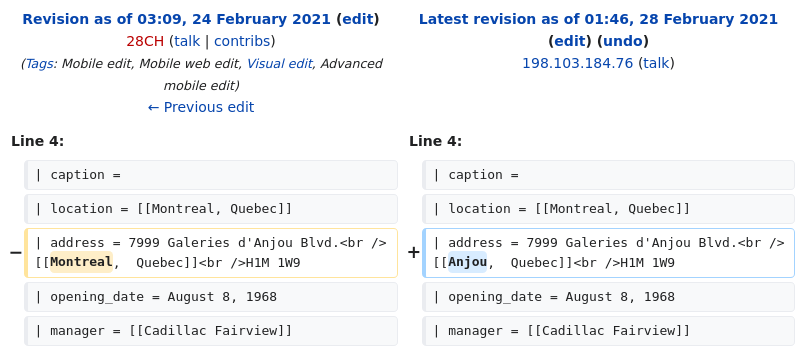 Revision as of 03:09, 24 February 2021 (edit)
28CH (talk | contribs)
(Tags: Mobile edit, Mobile web edit, Visual edit, Advanced
mobile edit)
← Previous edit
Latest revision as of 01:46, 28 February 2021
(edit) (undo)
198.103.184.76 (talk)
Line 4:
Line 4:
| caption =
| caption =
| location = [[Montreal, Quebec]]
| location = [[Montreal, Quebec]]
− | address = 7999 Galeries d'Anjou Blvd.<br />
[[Montreal,  Quebec]]<br />H1M 1W9
+ | address = 7999 Galeries d'Anjou Blvd.<br />
[[Anjou,  Quebec]]<br />H1M 1W9
| opening_date = August 8, 1968
| opening_date = August 8, 1968
| manager = [[Cadillac Fairview]]
| manager = [[Cadillac Fairview]]